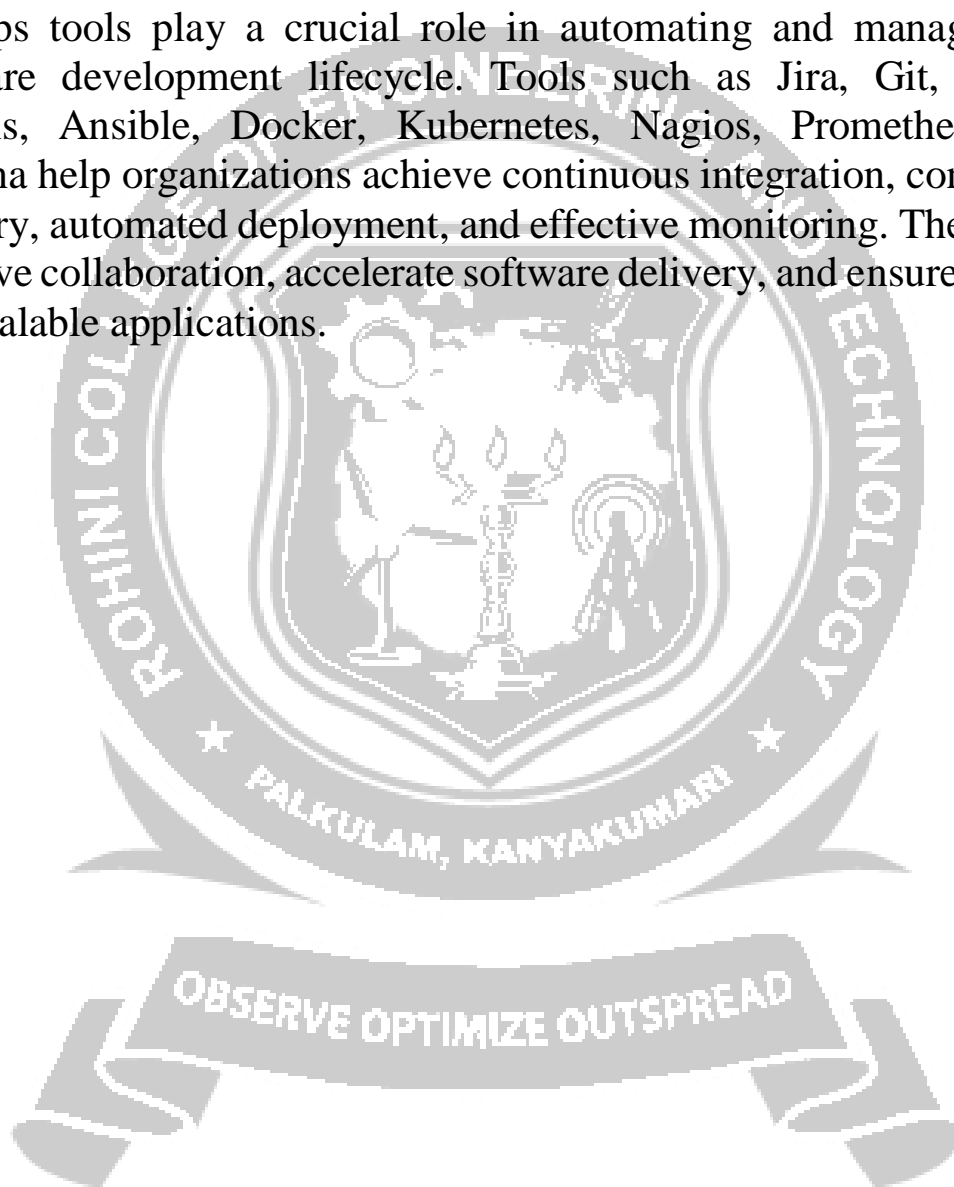 ps tools play a crucial role in automating and manag
are development lifecycle. Tools such as Jira, Git,
s, Ansible, Docker, Kubernetes, Nagios, Promethe
na help organizations achieve continuous integration, con
ry, automated deployment, and effective monitoring. The
ve collaboration, accelerate software delivery, and ensure
alable applications.
ROHINI COLLEGE OF ENGINEERING AND TECHNOLOGY
PALKULAM, KANYAKUMARI
OBSERVE OPTIMIZE OUTSPREAD